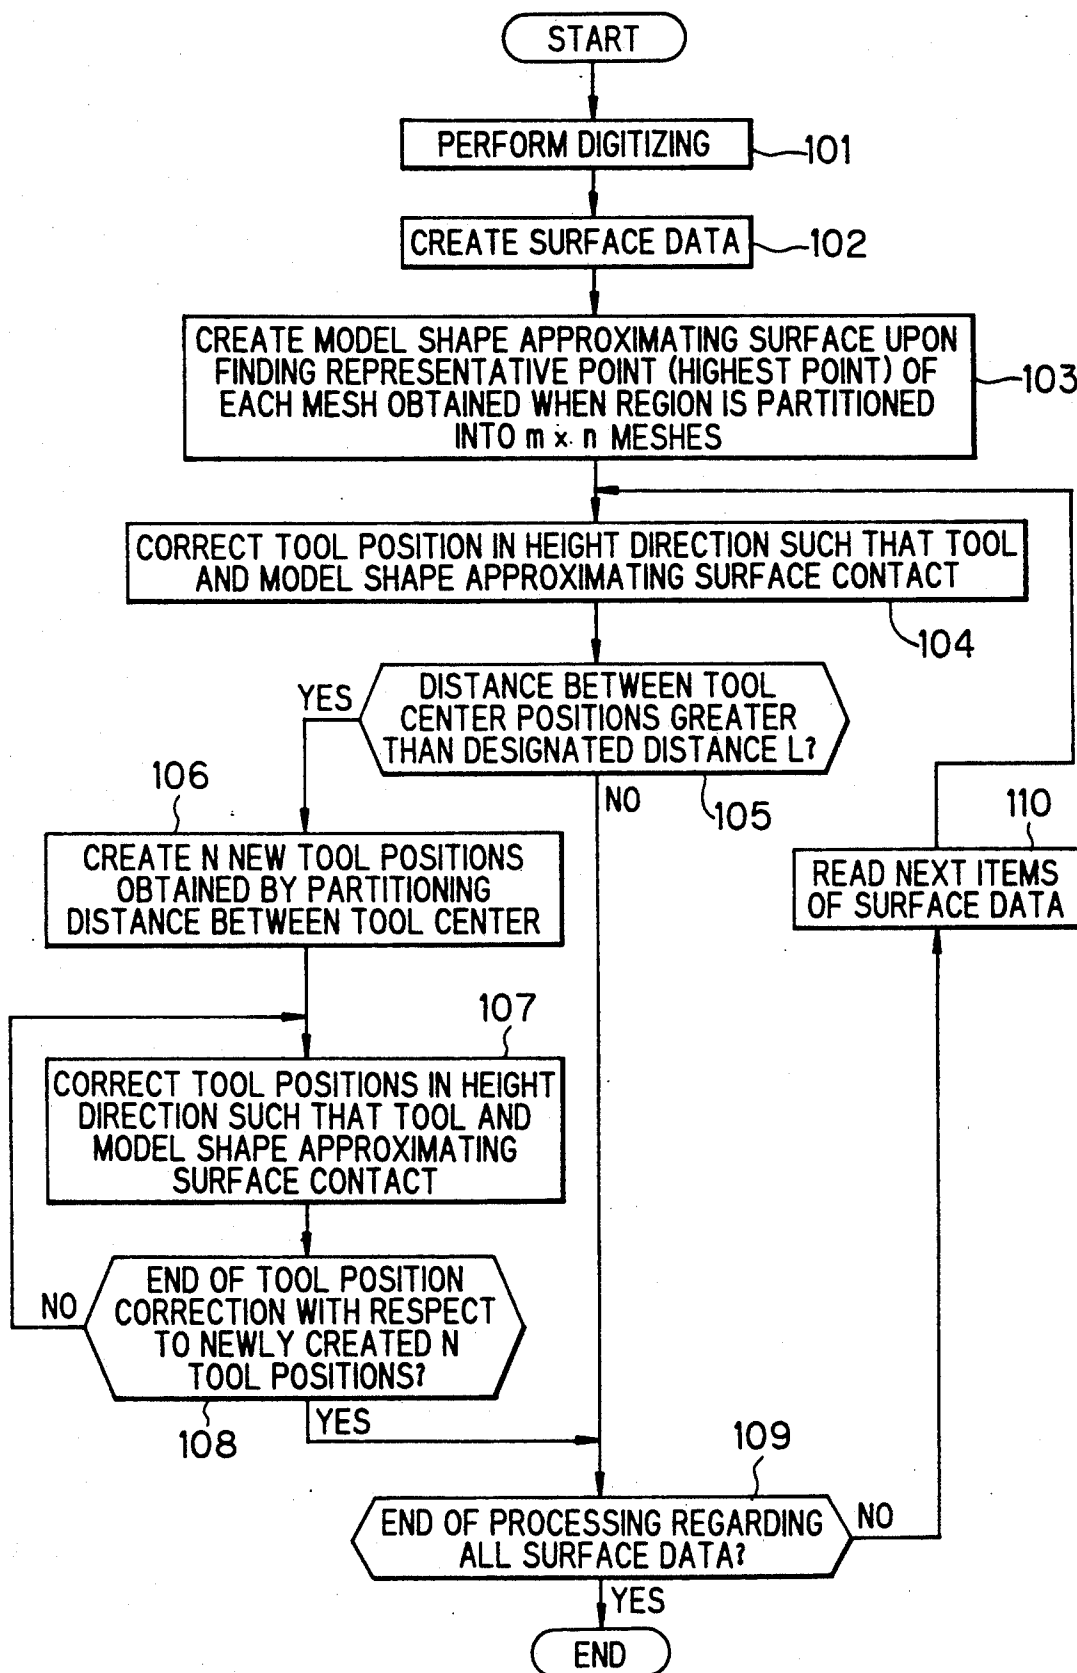 START
PERFORM DIGITIZING
101
CREATE SURFACE DATA
102
CREATE MODEL SHAPE APPROXIMATING SURFACE UPON
FINDING REPRESENTATIVE POINT (HIGHEST POINT) OF
EACH MESH OBTAINED WHEN REGION IS PARTITIONED
INTO m x n MESHES
103
CORRECT TOOL POSITION IN HEIGHT DIRECTION SUCH THAT TOOL
AND MODEL SHAPE APPROXIMATING SURFACE CONTACT
104
DISTANCE BETWEEN TOOL
CENTER POSITIONS GREATER
THAN DESIGNATED DISTANCE L?
YES
105
NO
106
CREATE N NEW TOOL POSITIONS
OBTAINED BY PARTITIONING
DISTANCE BETWEEN TOOL CENTER
110
READ NEXT ITEMS
OF SURFACE DATA
107
CORRECT TOOL POSITIONS IN HEIGHT
DIRECTION SUCH THAT TOOL AND
MODEL SHAPE APPROXIMATING
SURFACE CONTACT
END OF TOOL POSITION
CORRECTION WITH RESPECT
TO NEWLY CREATED N
TOOL POSITIONS?
NO
108
YES
109
END OF PROCESSING REGARDING
ALL SURFACE DATA?
NO
YES
END